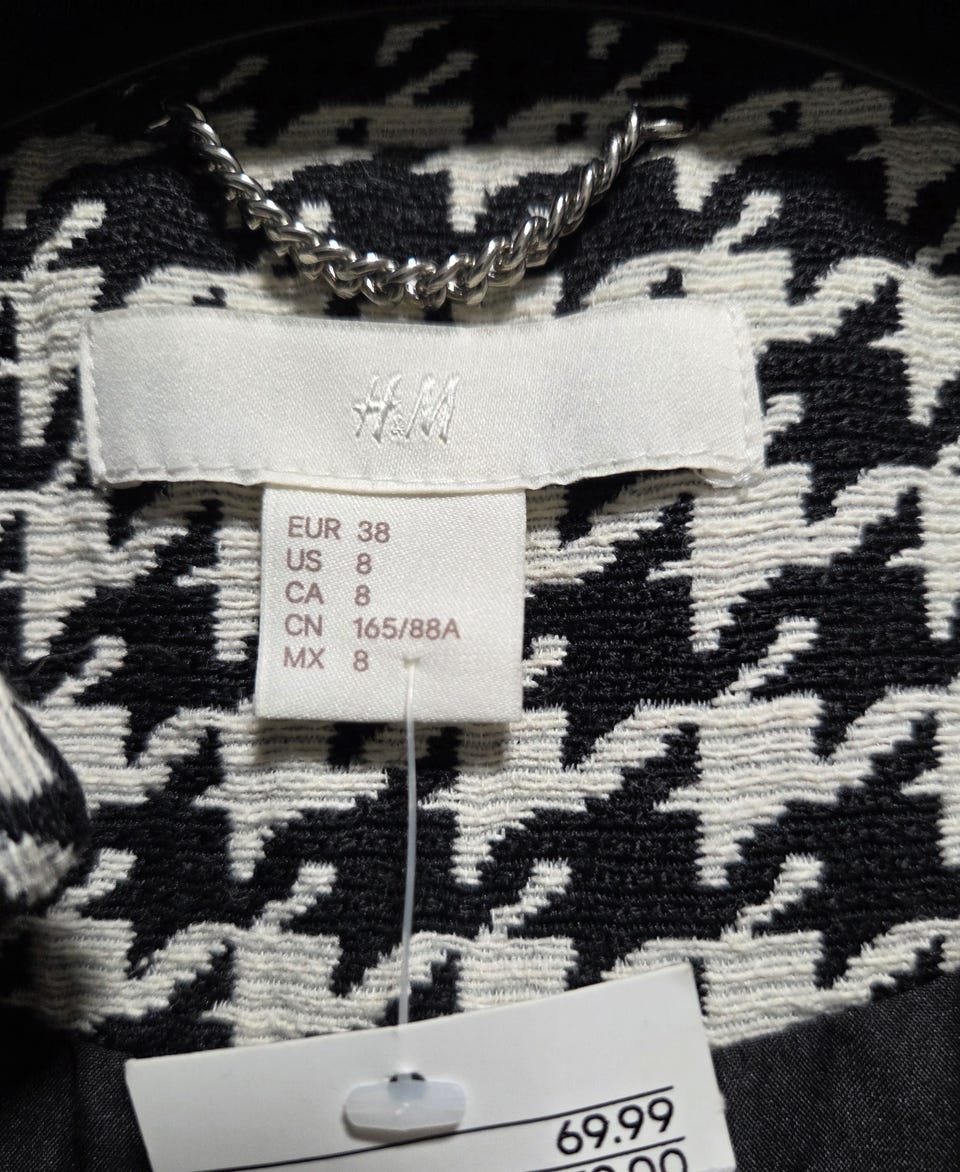 H&M
EUR 38
US 8
CA 8
CN 165/88A
MX 8
69.99